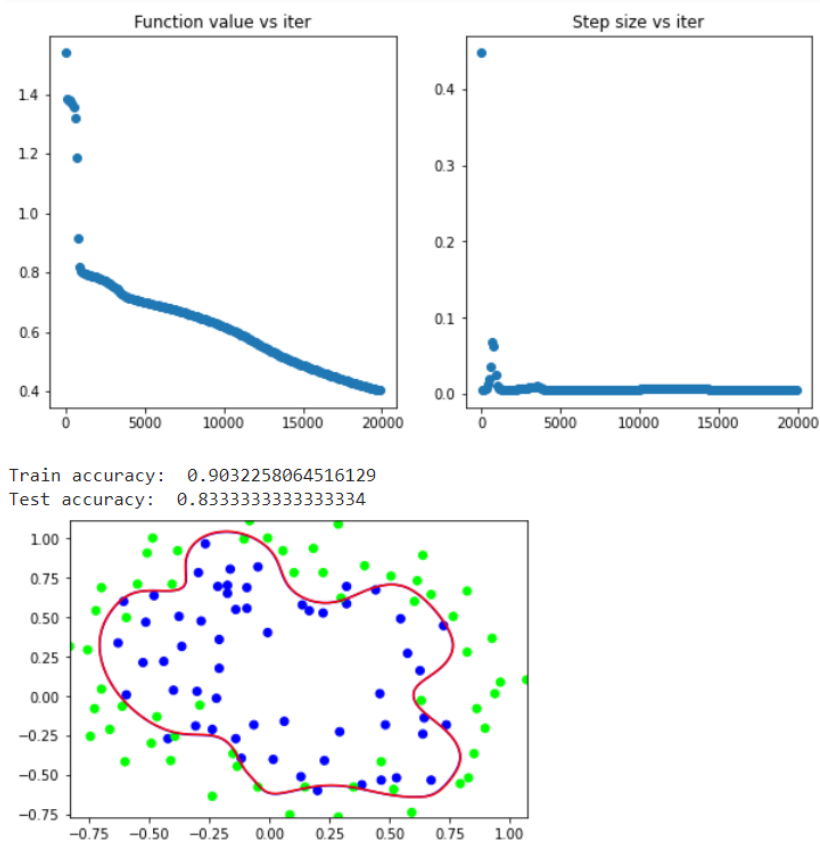 Function value vs iter
Step size vs iter
1.4
1.2
1.0
0.8
0.6
0.4
0 5000 10000 15000 20000
0.4
0.3
0.2
0.1
0.0
0 5000 10000 15000 20000
Train accuracy: 0.9032258064516129
Test accuracy: 0.8333333333333334
1.00
0.75
0.50
0.25
0.00
−0.25
−0.50
−0.75
−0.75 −0.50 −0.25 0.00 0.25 0.50 0.75 1.00